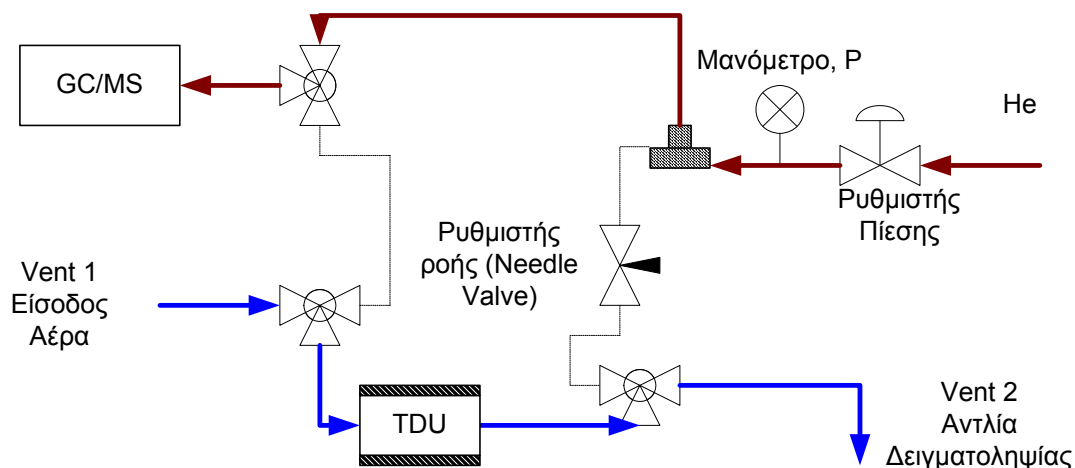 GC/MS
Μανόμετρο, P
He
Ρυθμιστής
Πίεσης
Ρυθμιστής
ροής (Needle
Valve)
Vent 1
Είσοδος
Αέρα
TDU
Vent 2
Αντλία
Δειγματοληψίας